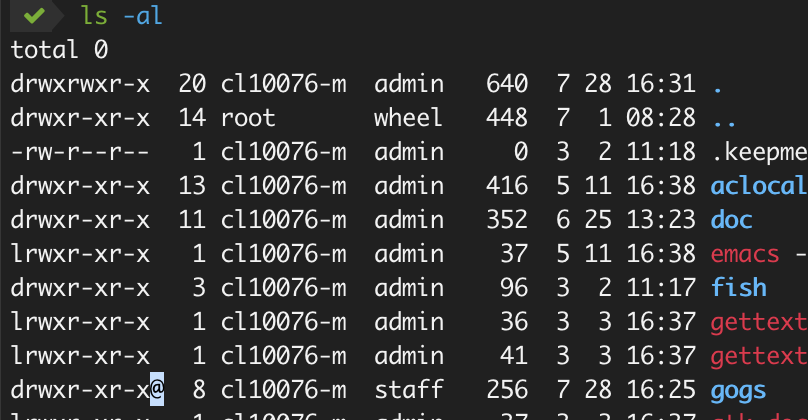 ✔ ls -al
total 0
drwxrwxr-x  20 cl10076-m  admin   640  7 28 16:31 .
drwxr-xr-x  14 root       wheel   448  7  1 08:28 ..
-rw-r--r--   1 cl10076-m  admin     0  3  2 11:18 .keepme
drwxr-xr-x  13 cl10076-m  admin   416  5 11 16:38 aclocal
drwxr-xr-x  11 cl10076-m  admin   352  6 25 13:23 doc
lrwxr-xr-x   1 cl10076-m  admin    37  5 11 16:38 emacs -
drwxr-xr-x   3 cl10076-m  admin    96  3  2 11:17 fish
lrwxr-xr-x   1 cl10076-m  admin    36  3  3 16:37 gettext
lrwxr-xr-x   1 cl10076-m  admin    41  3  3 16:37 gettext
drwxr-xr-x@  8 cl10076-m  staff   256  7 28 16:25 gogs